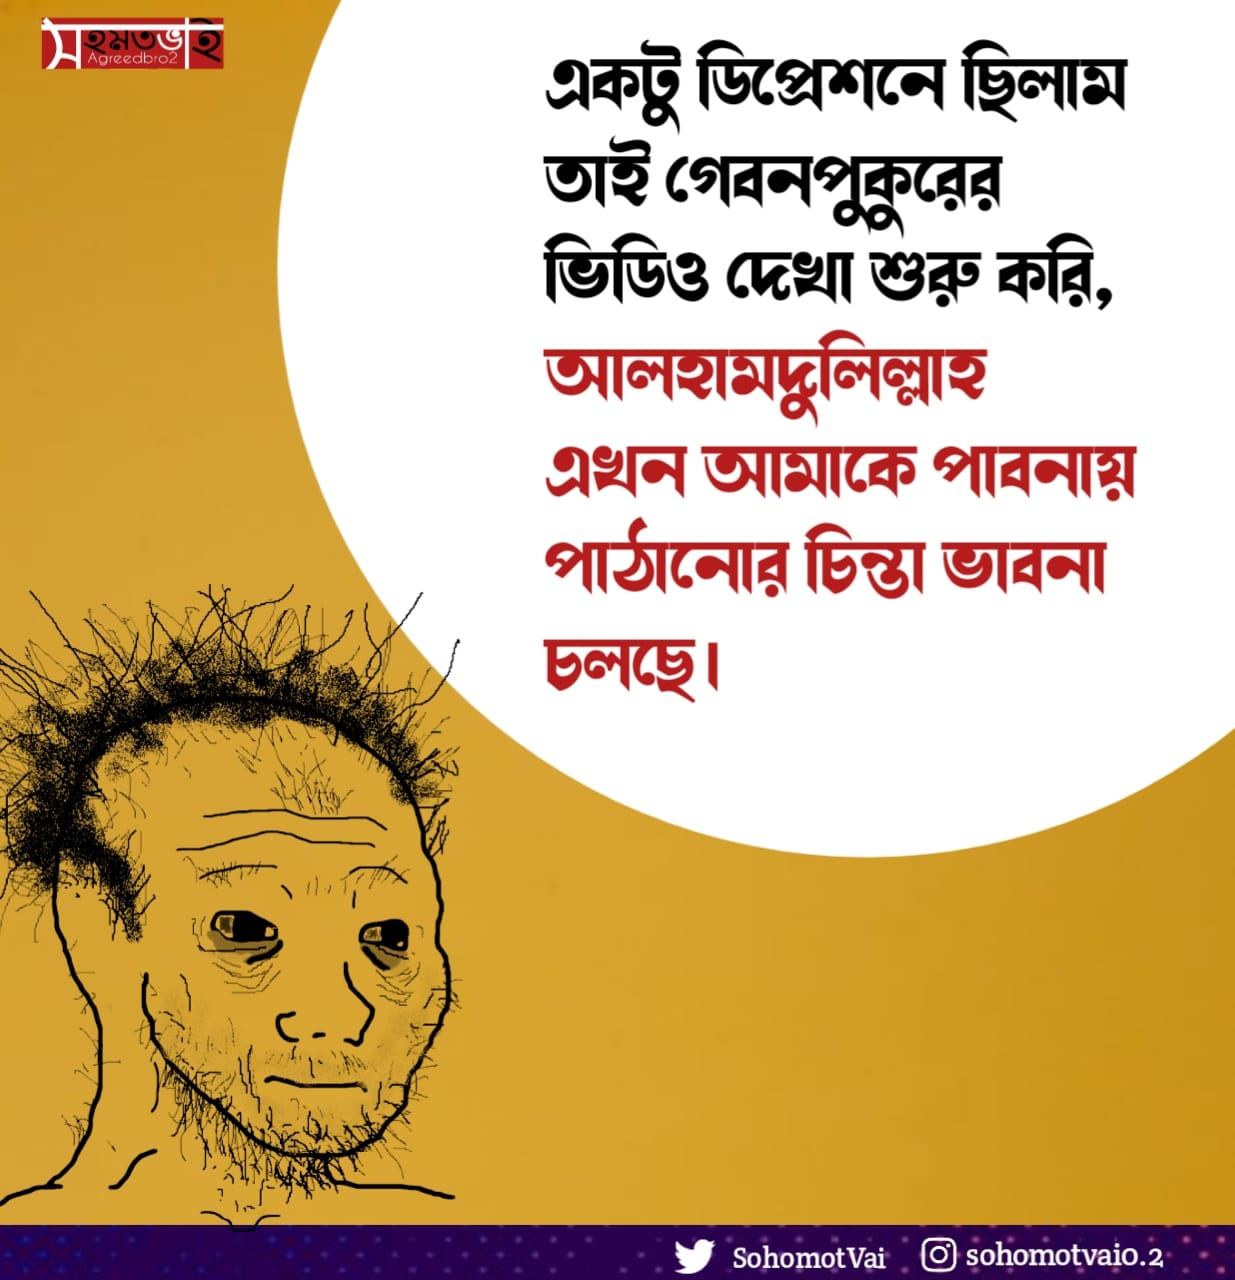 সহমতভাই
Agreedbro2
একটু ডিপ্রেশনে ছিলাম
তাই গেবনপুকুরের
ভিডিও দেখা শুরু করি,
আলহামদুলিল্লাহ
এখন আমাকে পাবনায়
পাঠানোর চিন্তা ভাবনা
চলছে।
SohomotVai
sohomotvaio.2